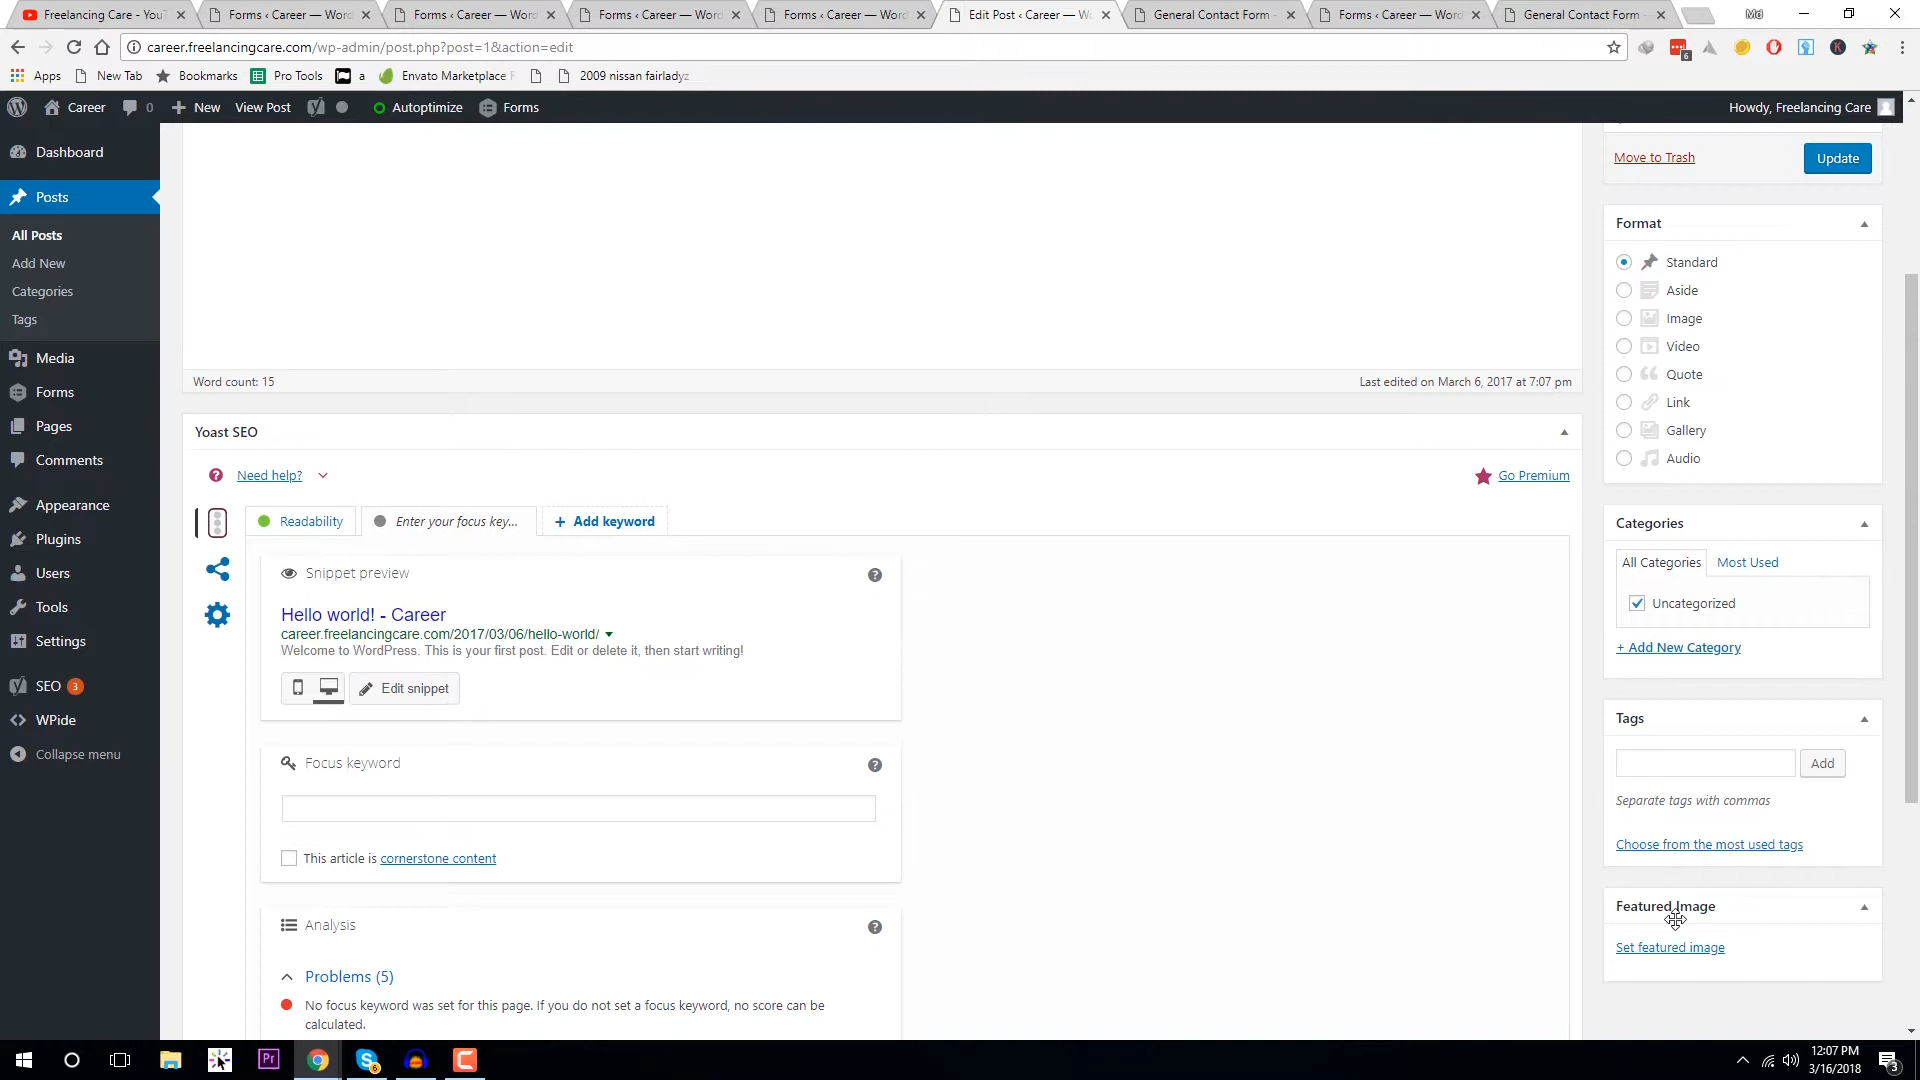 Freelancing Care - You
Forms ‹ Career — Wor
Forms ‹ Career — Wor
Forms ‹ Career — Word
Forms ‹ Career — Word
Edit Post ‹ Career — W
General Contact Form -
Forms ‹ Career — Word
General Contact Form -
Md
career.freelancingcare.com/wp-admin/post.php?post=1&action=edit
6
Apps
New Tab
Bookmarks
Pro Tools
a
Envato Marketplace
2009 nissan fairladyz
Career
0
New
View Post
Autoptimize
Forms
Howdy, Freelancing Care
Dashboard
Posts
All Posts
Add New
Categories
Tags
Media
Forms
Pages
Comments
Appearance
Plugins
Users
Tools
Settings
SEO 3
WPide
Collapse menu
Word count: 15
Last edited on March 6, 2017 at 7:07 pm
Yoast SEO
Need help?
Go Premium
Readability
Enter your focus key...
+ Add keyword
Snippet preview
Hello world! - Career
career.freelancingcare.com/2017/03/06/hello-world/
Welcome to WordPress. This is your first post. Edit or delete it, then start writing!
Edit snippet
Focus keyword
This article is cornerstone content
Analysis
Problems (5)
No focus keyword was set for this page. If you do not set a focus keyword, no score can be
calculated.
Move to Trash
Update
Format
Standard
Aside
Image
Video
Quote
Link
Gallery
Audio
Categories
All Categories
Most Used
Uncategorized
+ Add New Category
Tags
Add
Separate tags with commas
Choose from the most used tags
Featured Image
Set featured image
Pr
6
12:07 PM
3/16/2018
3